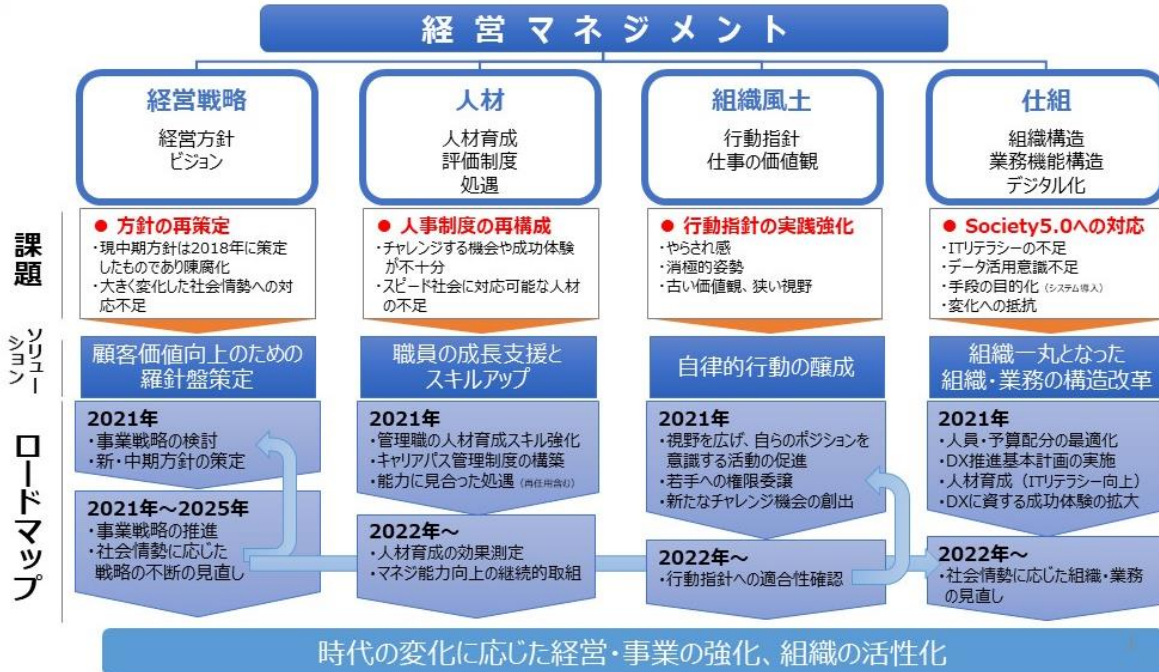 経営マネジメント
経営戦略
経営方針
ビジョン
人材
人材育成
評価制度
処遇
組織風土
行動指針
仕事の価値観
仕組
組織構造
業務機能構造
デジタル化
課題
● 方針の再策定
・現中期方針は2018年に策定
したものであり陳腐化
・大きく変化した社会情勢への対
応不足
● 人事制度の再構成
・チャレンジする機会や成功体験
が不十分
・スピード社会に対応可能な人材
の不足
● 行動指針の実践強化
・やらされ感
・消極的姿勢
・古い価値観、狭い視野
● Society5.0への対応
・ITリテラシーの不足
・データ活用意識不足
・手段の目的化（システム導入）
・変化への抵抗
ソリューション
顧客価値向上のための
羅針盤策定
職員の成長支援と
スキルアップ
自律的行動の醸成
組織一丸となった
組織・業務の構造改革
ロードマップ
2021年
・事業戦略の検討
・新・中期方針の策定
2021年～2025年
・事業戦略の推進
・社会情勢に応じた
戦略の不断の見直し
2021年
・管理職の人材育成スキル強化
・キャリアパス管理制度の構築
・能力に見合った処遇（再任用含む）
2022年～
・人材育成の効果測定
・マネジ能力向上の継続的取組
2021年
・視野を広げ、自らのポジションを
意識する活動の促進
・若手への権限委譲
・新たなチャレンジ機会の創出
2022年～
・行動指針への適合性確認
2021年
・人員・予算配分の最適化
・DX推進基本計画の実施
・人材育成（ITリテラシー向上）
・DXに資する成功体験の拡大
2022年～
・社会情勢に応じた組織・業務
の見直し
時代の変化に応じた経営・事業の強化、組織の活性化